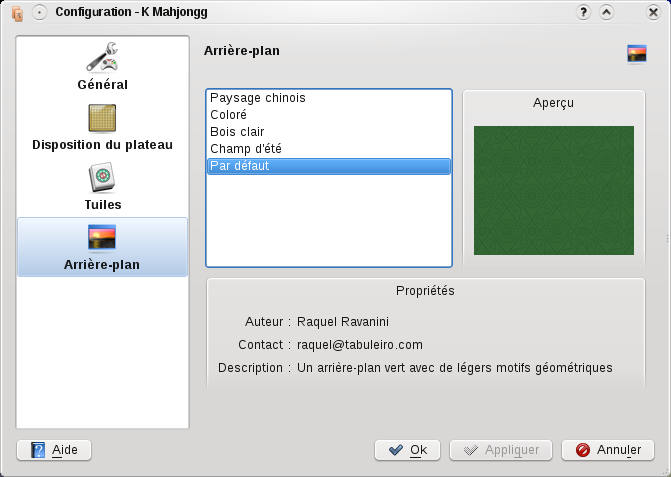 Configuration - K Mahjongg
Général
Disposition du plateau
Tuiles
Arrière-plan
Arrière-plan
Paysage chinois
Coloré
Bois clair
Champ d'été
Par défaut
Aperçu
Propriétés
Auteur : Raquel Ravanini
Contact : raquel@tabuleiro.com
Description : Un arrière-plan vert avec de légers motifs géométriques
Aide
Ok
Appliquer
Annuler